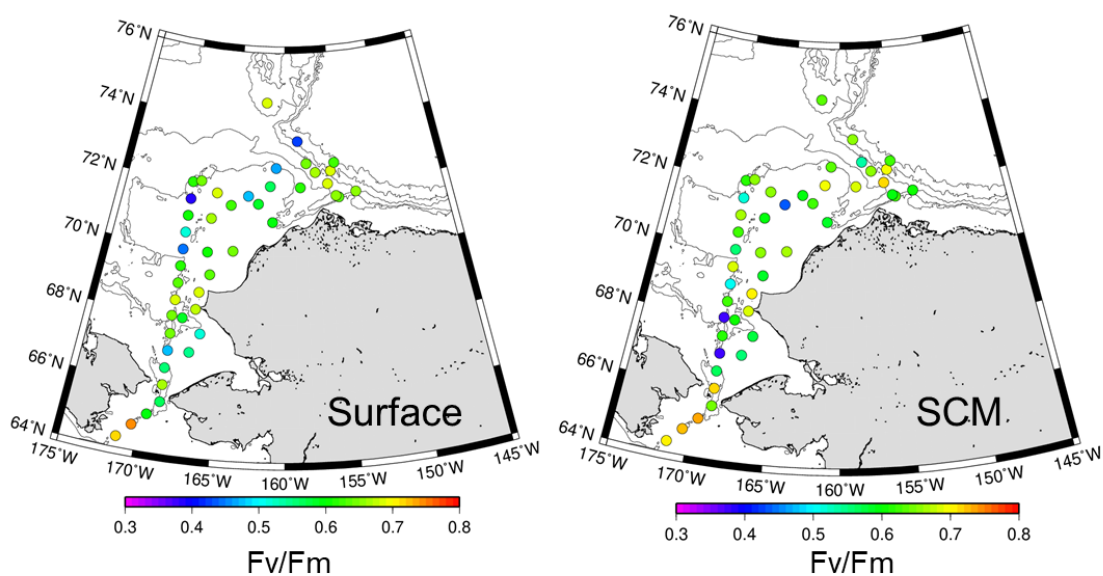 76°N
74°N
72°N
70°N
68°N
66°N
64°N
175°W
170°W
165°W
160°W
155°W
150°W
145°W
Surface
0.3 0.4 0.5 0.6 0.7 0.8
Fv/Fm
76°N
74°N
72°N
70°N
68°N
66°N
64°N
175°W
170°W
165°W
160°W
155°W
150°W
145°W
SCM
0.3 0.4 0.5 0.6 0.7 0.8
Fv/Fm